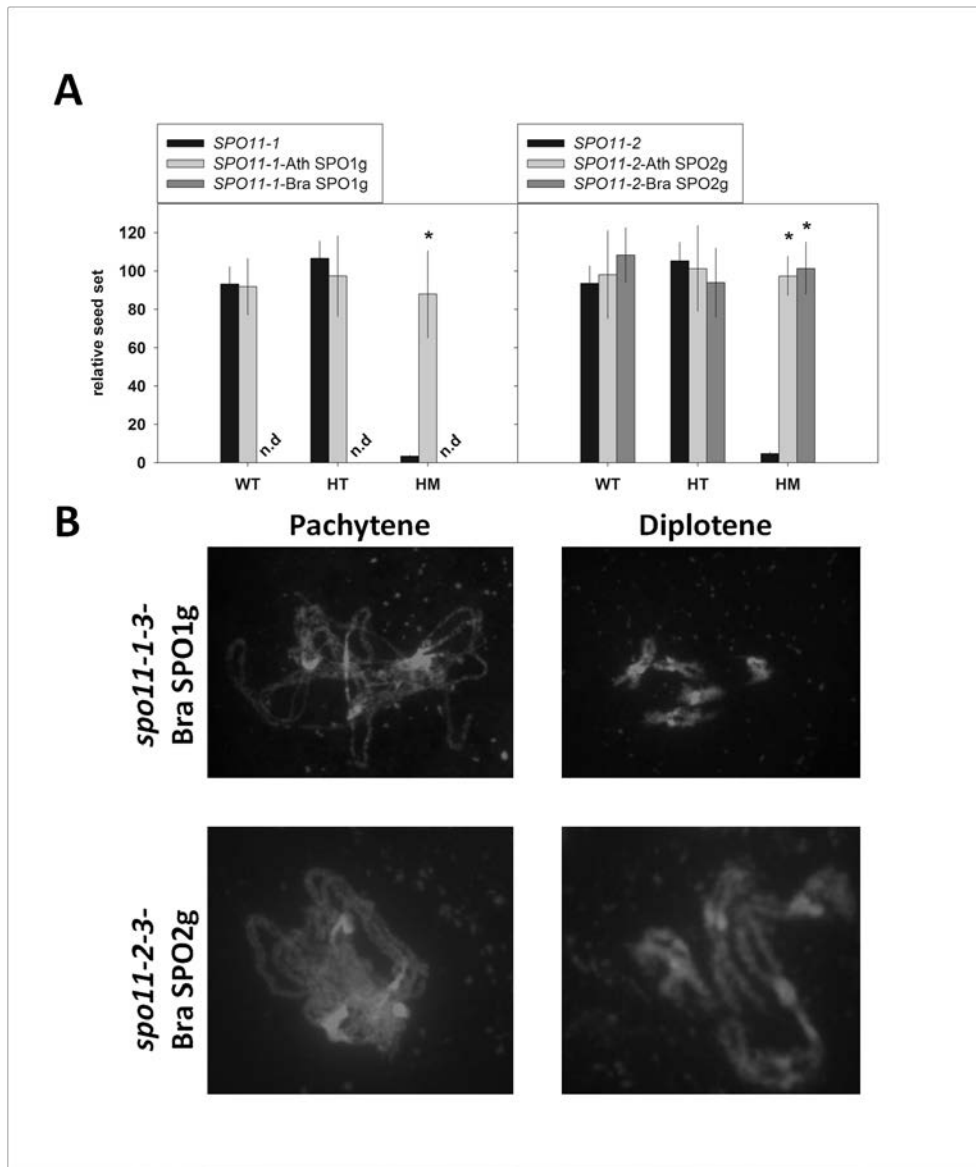 A
SPO11-1
SPO11-1-Ath SPO1g
SPO11-1-Bra SPO1g
SPO11-2
SPO11-2-Ath SPO2g
SPO11-2-Bra SPO2g
relative seed set
120
100
80
60
40
20
0
n.d
n.d
*
n.d
*
*
WT
HT
HM
WT
HT
HM
B
Pachytene
Diplotene
spo11-1-3-
Bra SPO1g
spo11-2-3-
Bra SPO2g